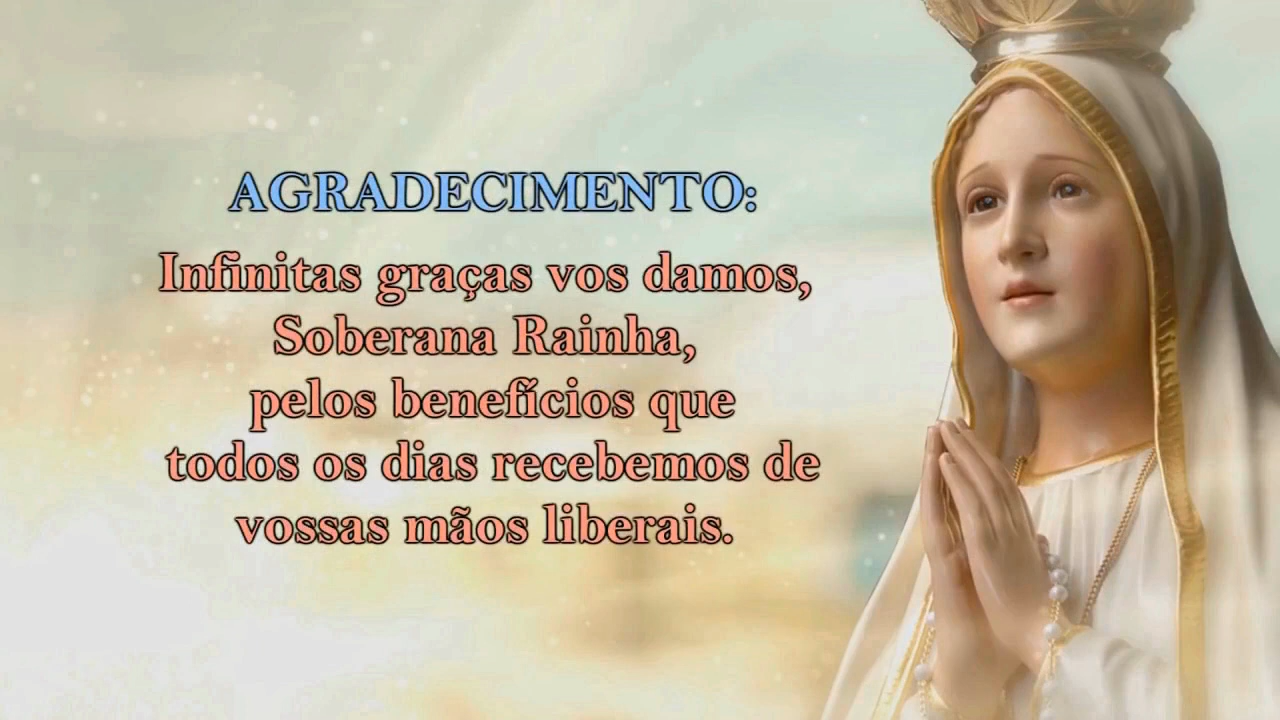 AGRADECIMENTO:
Infinitas graças vos damos,
Soberana Rainha,
pelos benefícios que
todos os dias recebemos de
vossas mãos liberais.